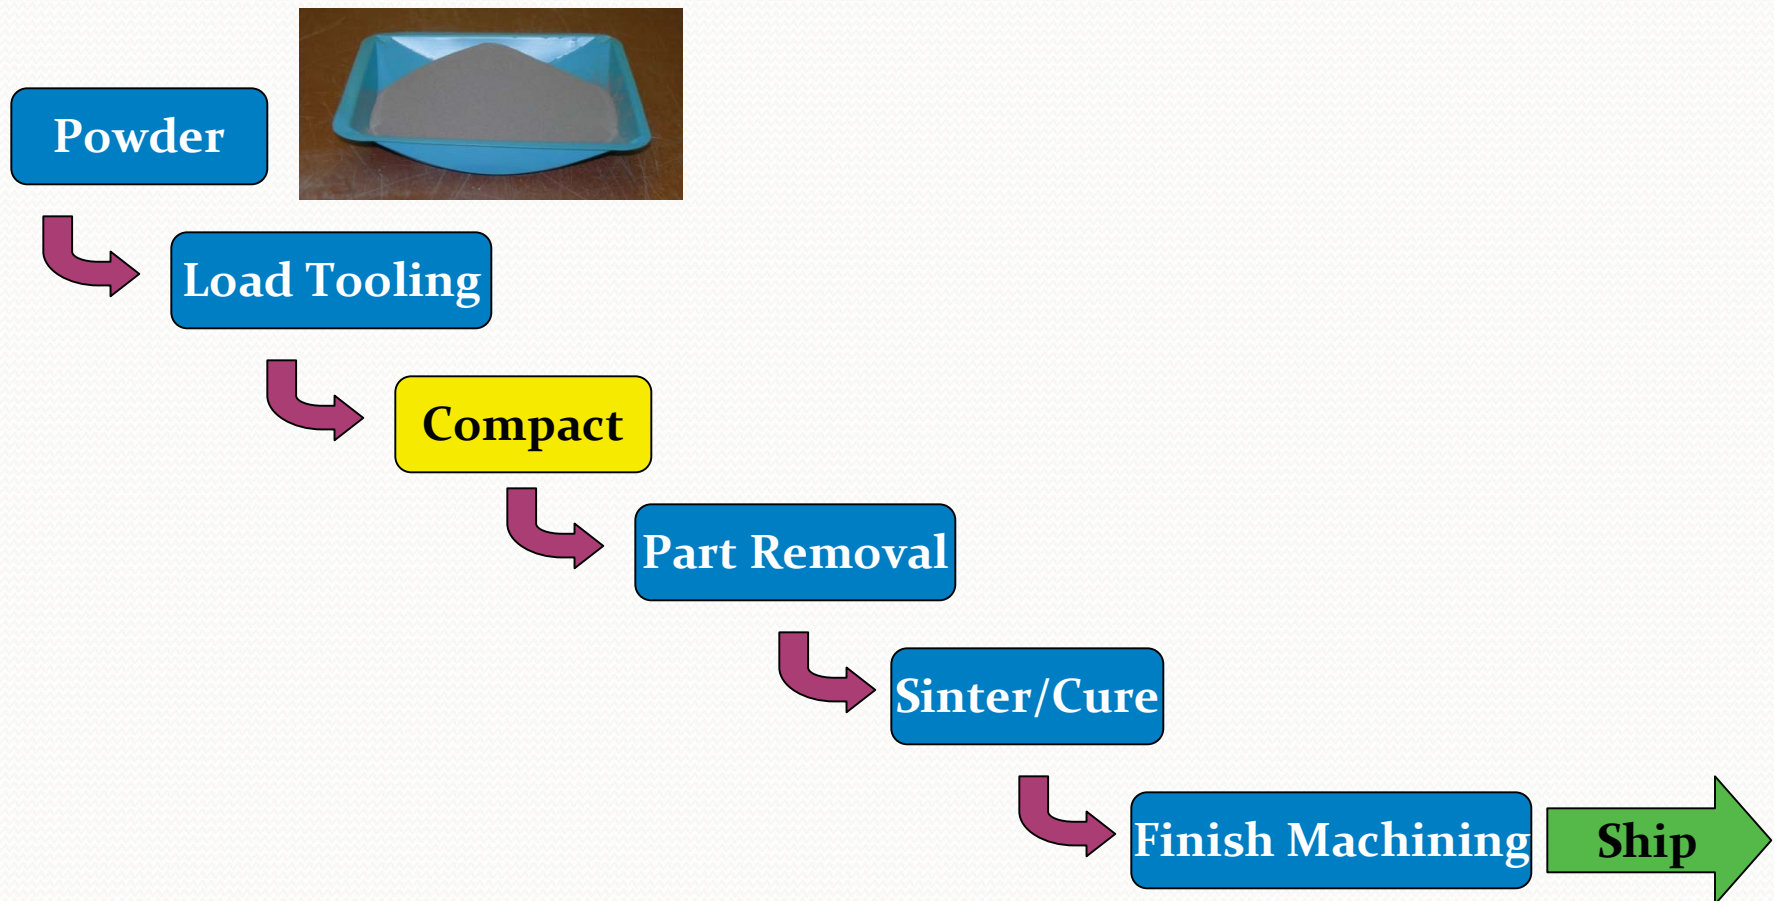 Powder
Load Tooling
Compact
Part Removal
Sinter/Cure
Finish Machining
Ship